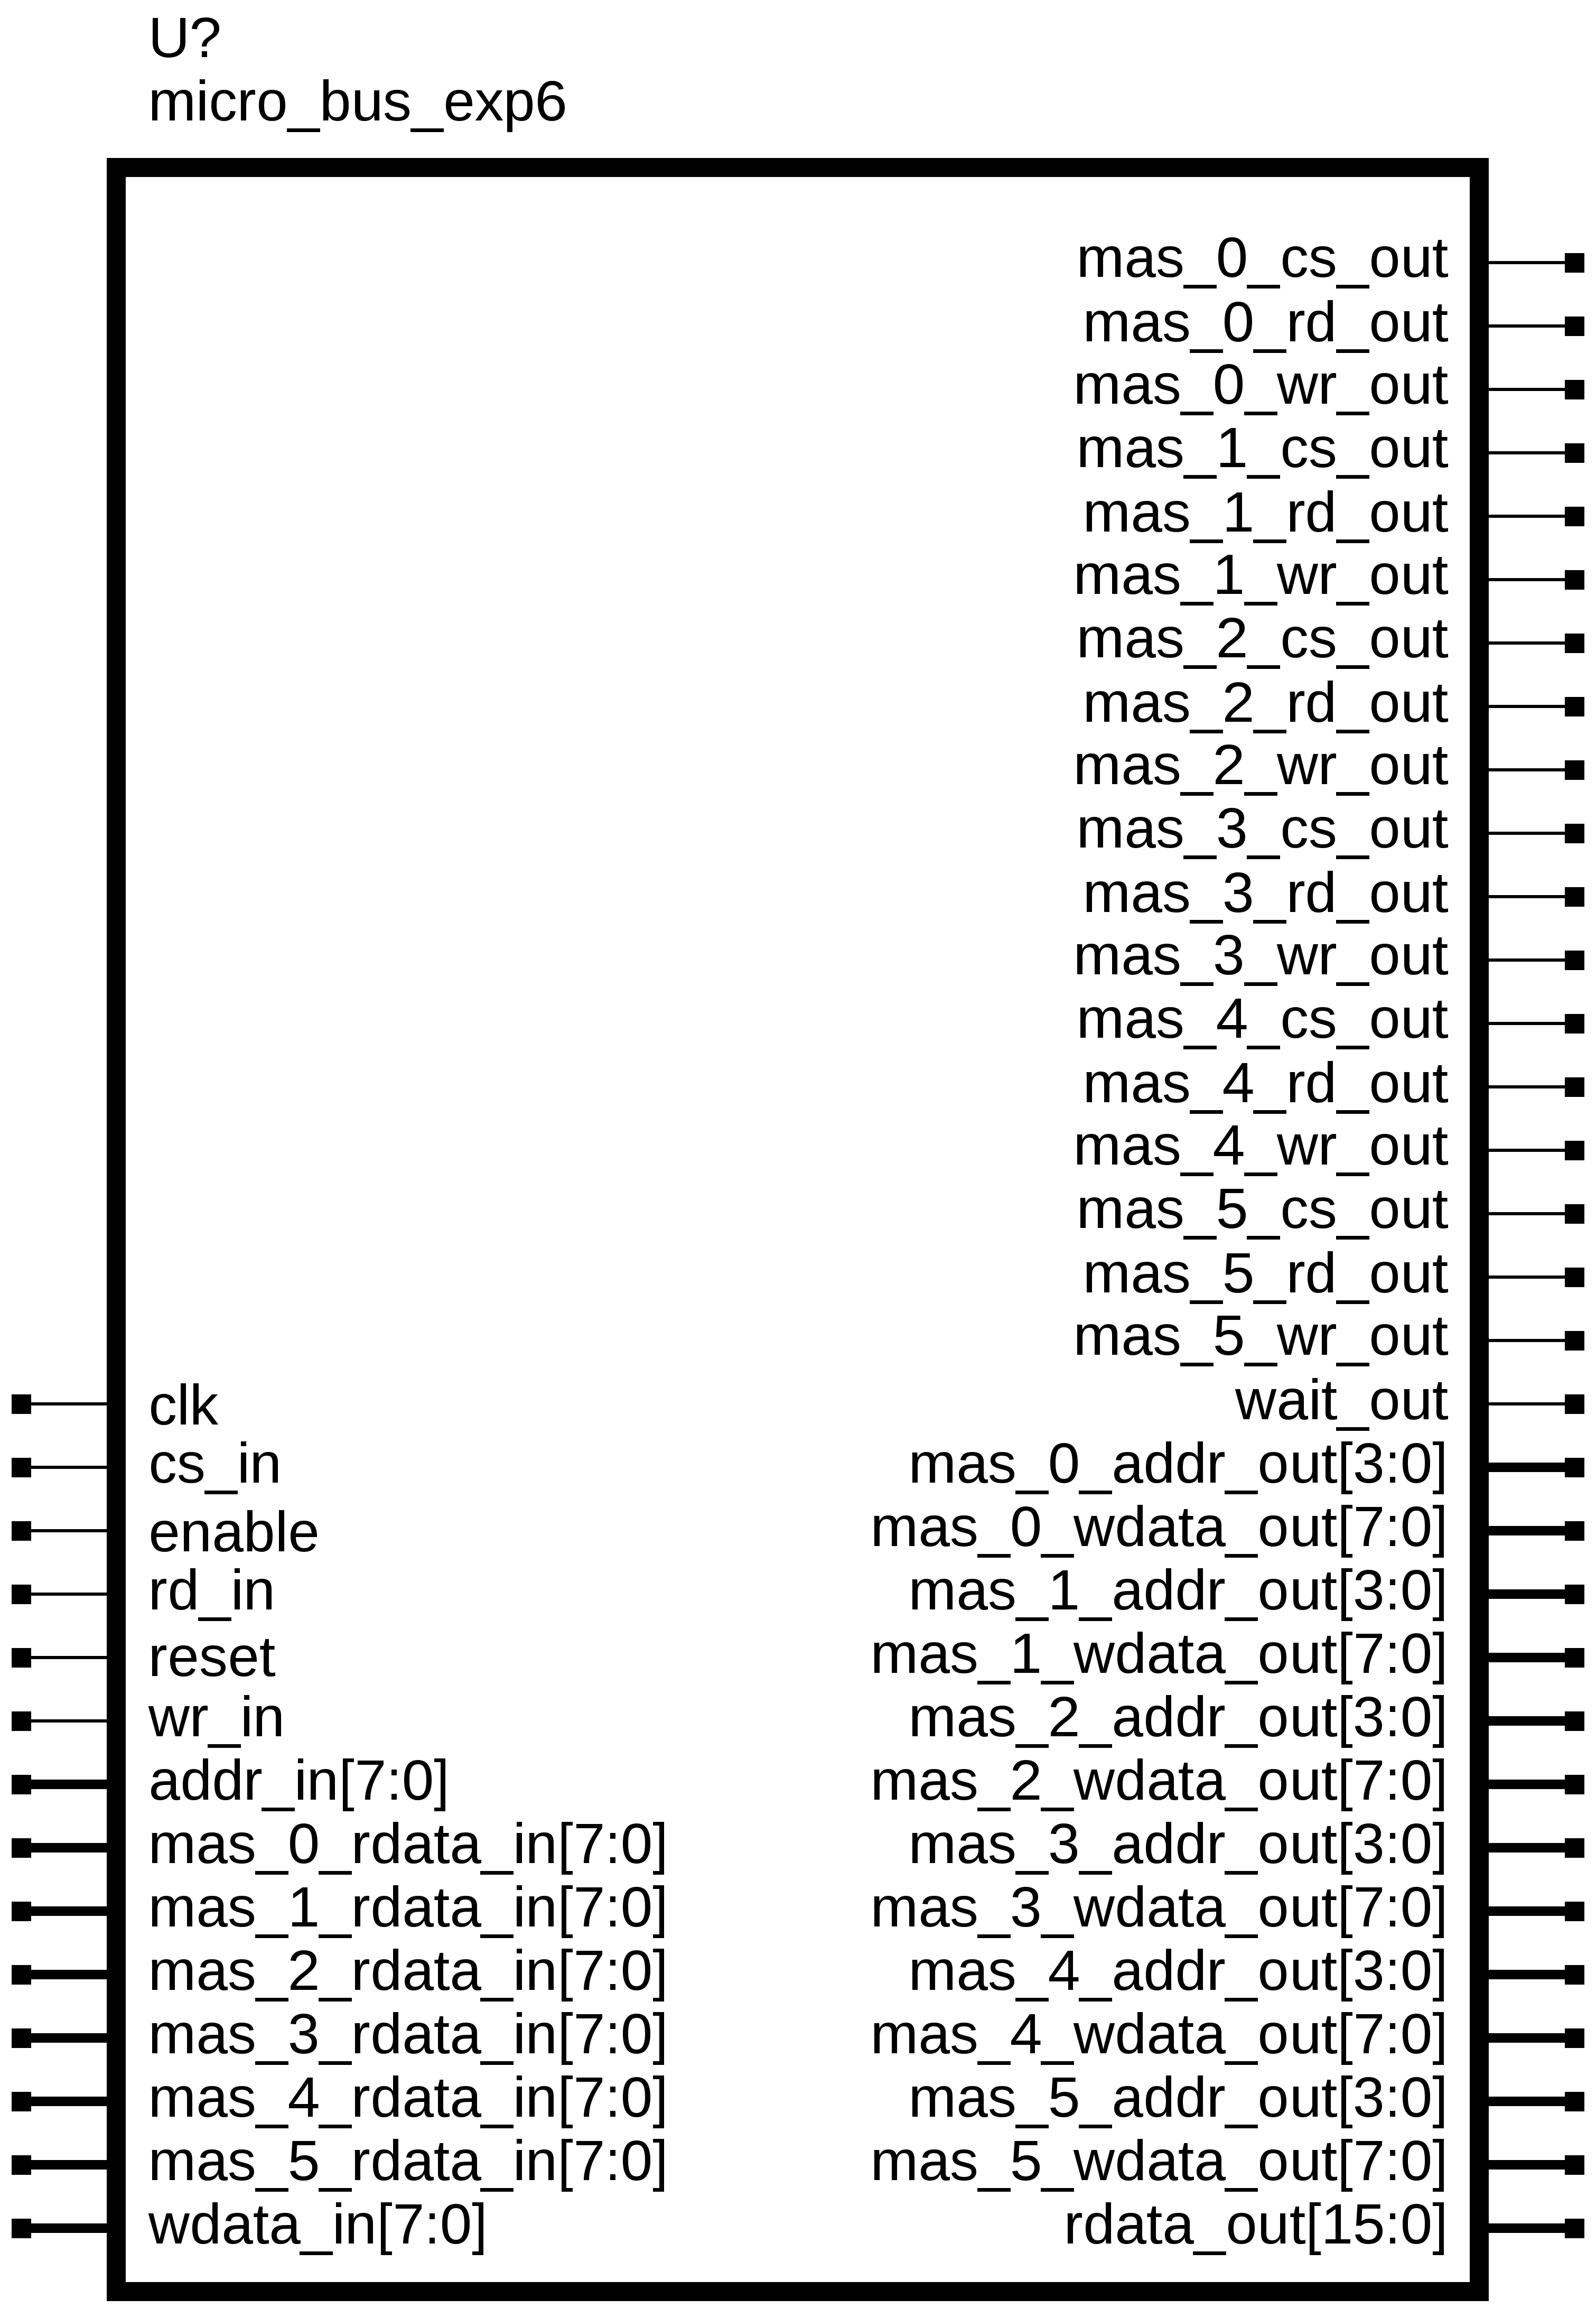 U?
micro_bus_exp6
mas_0_cs_out
mas_0_rd_out
mas_0_wr_out
mas_1_cs_out
mas_1_rd_out
mas_1_wr_out
mas_2_cs_out
mas_2_rd_out
mas_2_wr_out
mas_3_cs_out
mas_3_rd_out
mas_3_wr_out
mas_4_cs_out
mas_4_rd_out
mas_4_wr_out
mas_5_cs_out
mas_5_rd_out
mas_5_wr_out
clk wait_out
cs_in mas_0_addr_out[3:0]
enable mas_0_wdata_out[7:0]
rd_in mas_1_addr_out[3:0]
reset mas_1_wdata_out[7:0]
wr_in mas_2_addr_out[3:0]
addr_in[7:0] mas_2_wdata_out[7:0]
mas_0_rdata_in[7:0] mas_3_addr_out[3:0]
mas_1_rdata_in[7:0] mas_3_wdata_out[7:0]
mas_2_rdata_in[7:0] mas_4_addr_out[3:0]
mas_3_rdata_in[7:0] mas_4_wdata_out[7:0]
mas_4_rdata_in[7:0] mas_5_addr_out[3:0]
mas_5_rdata_in[7:0] mas_5_wdata_out[7:0]
wdata_in[7:0] rdata_out[15:0]